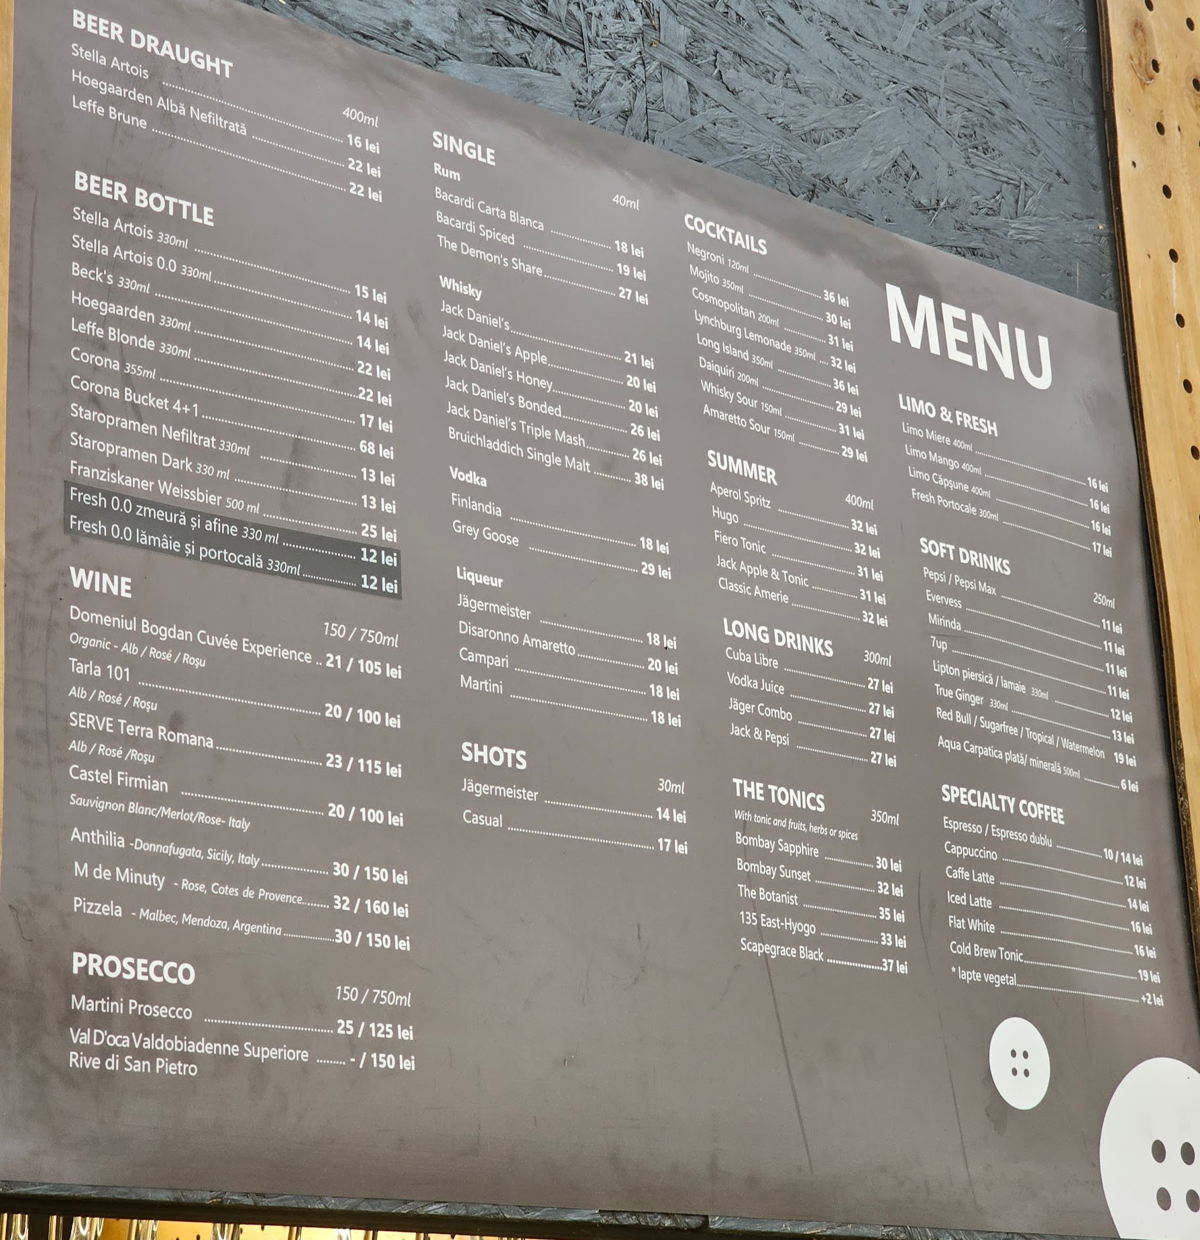 BEER DRAUGHT
400ml
Stella Artois ........ 16 lei
Hoegaarden Albă Nefiltrată ........ 22 lei
Leffe Brune ........ 22 lei
BEER BOTTLE
Stella Artois 330ml ........ 15 lei
Stella Artois 0.0 330ml ........ 14 lei
Beck's 330ml ........ 14 lei
Hoegaarden 330ml ........ 22 lei
Leffe Blonde 330ml ........ 22 lei
Corona 355ml ........ 17 lei
Corona Bucket 4+1 ........ 68 lei
Staropramen Nefiltrat 330ml ........ 13 lei
Staropramen Dark 330 ml ........ 13 lei
Franziskaner Weissbier 500 ml ........ 25 lei
Fresh 0.0 zmeură și afine 330 ml ........ 12 lei
Fresh 0.0 lămâie și portocală 330ml ........ 12 lei
WINE
150 / 750ml
Domeniul Bogdan Cuvée Experience .. 21 / 105 lei
Organic - Alb / Rosé / Roșu
Tarla 101 ........ 20 / 100 lei
Alb / Rosé / Roșu
SERVE Terra Romana ........ 23 / 115 lei
Alb / Rosé /Roșu
Castel Firmian ........ 20 / 100 lei
Sauvignon Blanc/Merlot/Rose- Italy
Anthilia -Donnafugata, Sicily, Italy ........ 30 / 150 lei
M de Minuty - Rose, Cotes de Provence ........ 32 / 160 lei
Pizzela - Malbec, Mendoza, Argentina ........ 30 / 150 lei
PROSECCO
150 / 750ml
Martini Prosecco ........ 25 / 125 lei
Val D'oca Valdobiadenne Superiore ........ - / 150 lei
Rive di San Pietro
SINGLE
Rum
40ml
Bacardi Carta Blanca ........ 18 lei
Bacardi Spiced ........ 19 lei
The Demon's Share ........ 27 lei
Whisky
Jack Daniel's ........ 21 lei
Jack Daniel's Apple ........ 20 lei
Jack Daniel's Honey ........ 20 lei
Jack Daniel's Bonded ........ 26 lei
Jack Daniel's Triple Mash ........ 26 lei
Bruichladdich Single Malt ........ 38 lei
Vodka
Finlandia ........ 18 lei
Grey Goose ........ 29 lei
Liqueur
Jägermeister ........ 18 lei
Disaronno Amaretto ........ 20 lei
Campari ........ 18 lei
Martini ........ 18 lei
SHOTS
30ml
Jägermeister ........ 14 lei
Casual ........ 17 lei
COCKTAILS
Negroni 120ml ........ 36 lei
Mojito 350ml ........ 30 lei
Cosmopolitan 200ml ........ 31 lei
Lynchburg Lemonade 350ml ... 32 lei
Long Island 350ml ........ 36 lei
Daiquiri 200ml ........ 29 lei
Whisky Sour 150ml ........ 31 lei
Amaretto Sour 150ml ........ 29 lei
SUMMER
400ml
Aperol Spritz ........ 32 lei
Hugo ........ 32 lei
Fiero Tonic ........ 31 lei
Jack Apple & Tonic ........ 31 lei
Classic Amerie ........ 32 lei
LONG DRINKS
300ml
Cuba Libre ........ 27 lei
Vodka Juice ........ 27 lei
Jäger Combo ........ 27 lei
Jack & Pepsi ........ 27 lei
THE TONICS
350ml
With tonic and fruits, herbs or spices
Bombay Sapphire ........ 30 lei
Bombay Sunset ........ 32 lei
The Botanist ........ 35 lei
135 East-Hyogo ........ 33 lei
Scapegrace Black ........ 37 lei
MENU
LIMO & FRESH
Limo Miere 400ml ........ 16 lei
Limo Mango 400ml ........ 16 lei
Limo Căpșune 400ml ........ 16 lei
Fresh Portocale 300ml ........ 17 lei
SOFT DRINKS
250ml
Pepsi / Pepsi Max ........ 11 lei
Evervess ........ 11 lei
Mirinda ........ 11 lei
7up ........ 11 lei
Lipton piersică / lamaie 330ml ........ 12 lei
True Ginger 330ml ........ 13 lei
Red Bull / Sugarfree / Tropical / Watermelon 19 lei
Aqua Carpatica plată/ minerală 500ml ........ 6 lei
SPECIALTY COFFEE
Espresso / Espresso dublu ........ 10 / 14 lei
Cappuccino ........ 12 lei
Caffe Latte ........ 14 lei
Iced Latte ........ 16 lei
Flat White ........ 16 lei
Cold Brew Tonic ........ 19 lei
* lapte vegetal ........ +2 lei